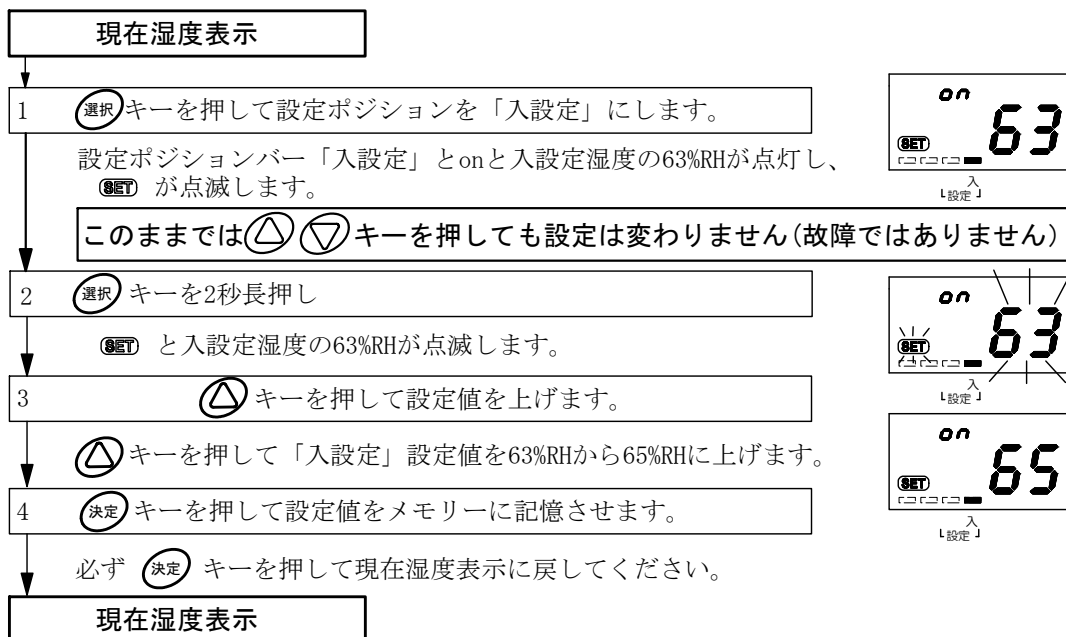 現在湿度表示
1 選択キーを押して設定ポジションを「入設定」にします。
on
63
SET
入
設定
設定ポジションバー「入設定」とonと入設定湿度の63%RHが点灯し、
SET が点滅します。
このままでは△▽キーを押しても設定は変わりません(故障ではありません)
2 選択キーを2秒長押し
on
63
SET
入
設定
SET と入設定湿度の63%RHが点滅します。
3 △キーを押して設定値を上げます。
△キーを押して「入設定」設定値を63%RHから65%RHに上げます。
on
65
SET
入
設定
4 決定キーを押して設定値をメモリーに記憶させます。
必ず 決定 キーを押して現在湿度表示に戻してください。
現在湿度表示